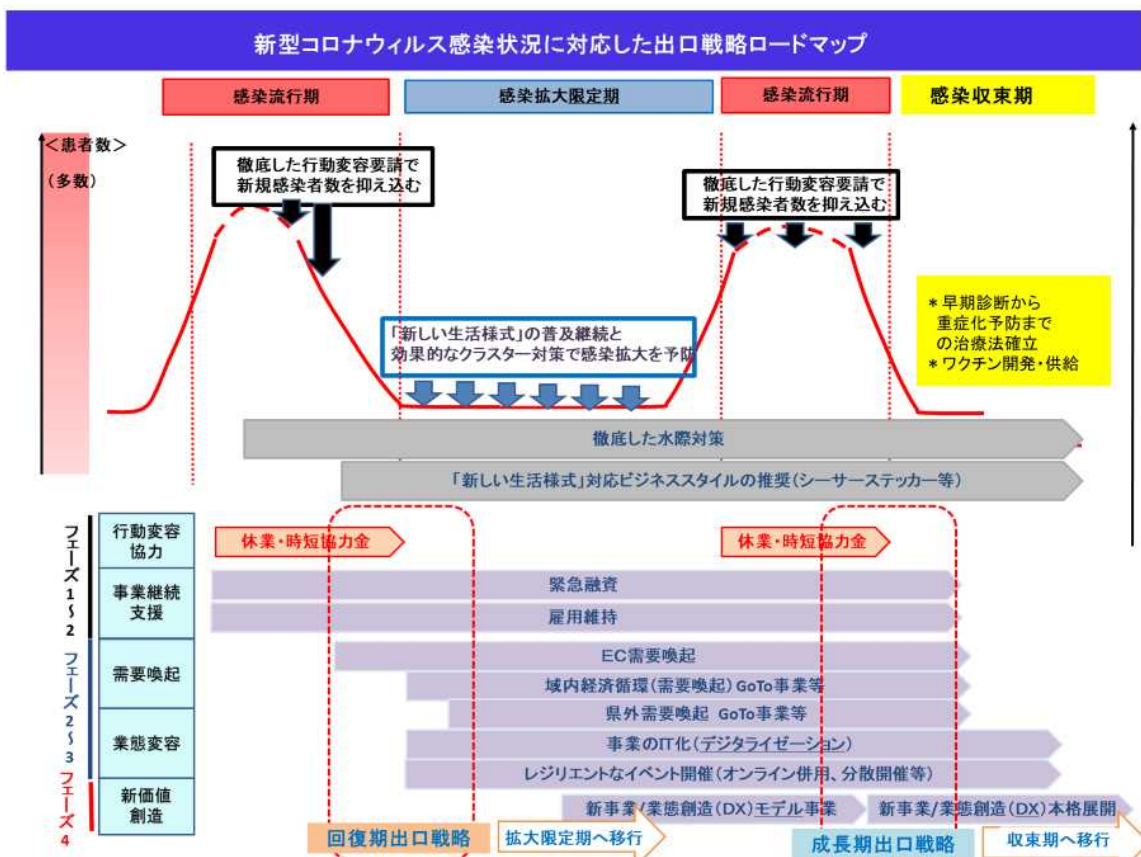 新型コロナウィルス感染状況に対応した出口戦略ロードマップ
感染流行期
感染拡大限定期
感染流行期
感染収束期
<患者数>
(多数)
徹底した行動変容要請で
新規感染者数を抑え込む
徹底した行動変容要請で
新規感染者数を抑え込む
「新しい生活様式」の普及継続と
効果的なクラスター対策で感染拡大を予防
＊早期診断から
重症化予防まで
の治療法確立
＊ワクチン開発・供給
徹底した水際対策
「新しい生活様式」対応ビジネススタイルの推奨(シーサーステッカー等)
フェーズ1～2
行動変容
協力
休業・時短協力金
休業・時短協力金
事業継続
支援
緊急融資
雇用維持
フェーズ2～3
需要喚起
EC需要喚起
域内経済循環(需要喚起) GoTo事業等
県外需要喚起 GoTo事業等
業態変容
事業のIT化(デジタライゼーション)
レジリエントなイベント開催(オンライン併用、分散開催等)
フェーズ4
新価値
創造
新事業/業態創造(DX)モデル事業
新事業/業態創造(DX)本格展開
回復期出口戦略
拡大限定期へ移行
成長期出口戦略
収束期へ移行